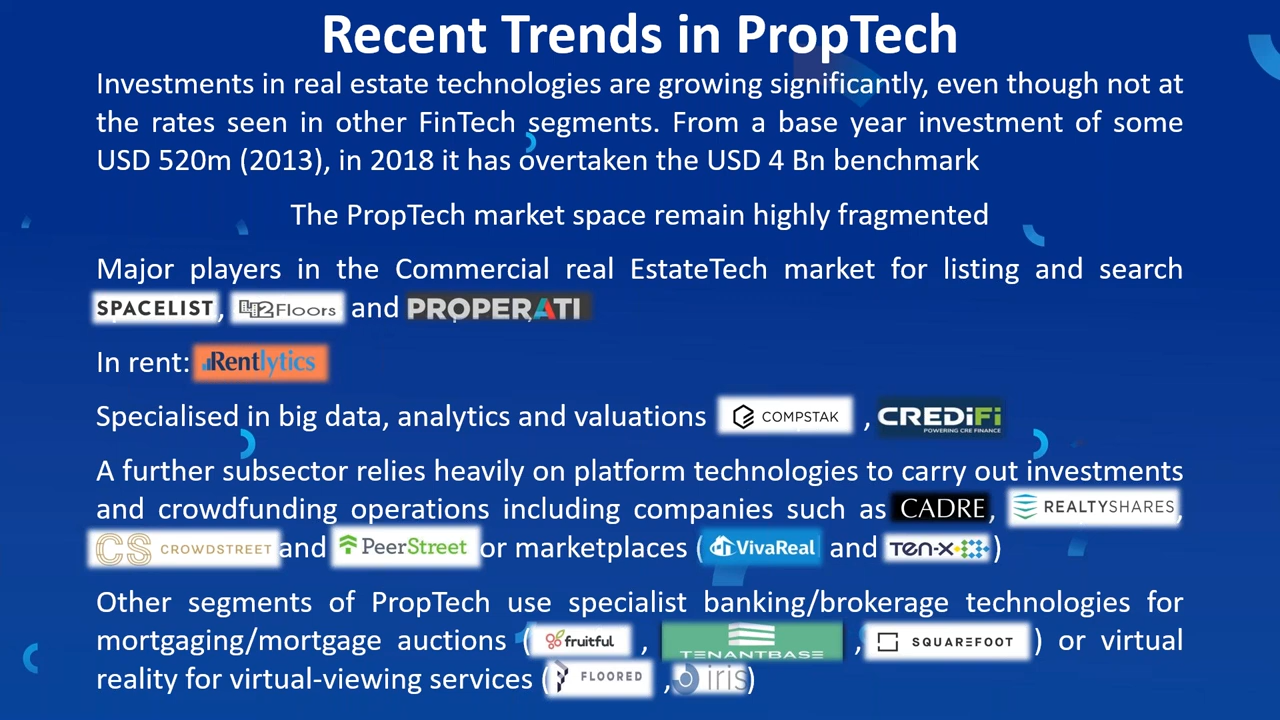 Recent Trends in PropTech
Investments in real estate technologies are growing significantly, even though not at
the rates seen in other FinTech segments. From a base year investment of some
USD 520m (2013), in 2018 it has overtaken the USD 4 Bn benchmark
The PropTech market space remain highly fragmented
Major players in the Commercial real EstateTech market for listing and search
SPACELIST, 42Floors and PROPERATI
In rent: Rentlytics
Specialised in big data, analytics and valuations COMPSTAK , CREDiFi POWERING CRE FINANCE
A further subsector relies heavily on platform technologies to carry out investments
and crowdfunding operations including companies such as CADRE, REALTYSHARES,
CS CROWDSTREET and PeerStreet or marketplaces (VivaReal and TEN-X)
Other segments of PropTech use specialist banking/brokerage technologies for
mortgaging/mortgage auctions (fruitful , TENANTBASE , SQUAREFOOT ) or virtual
reality for virtual-viewing services (FLOORED , iris)